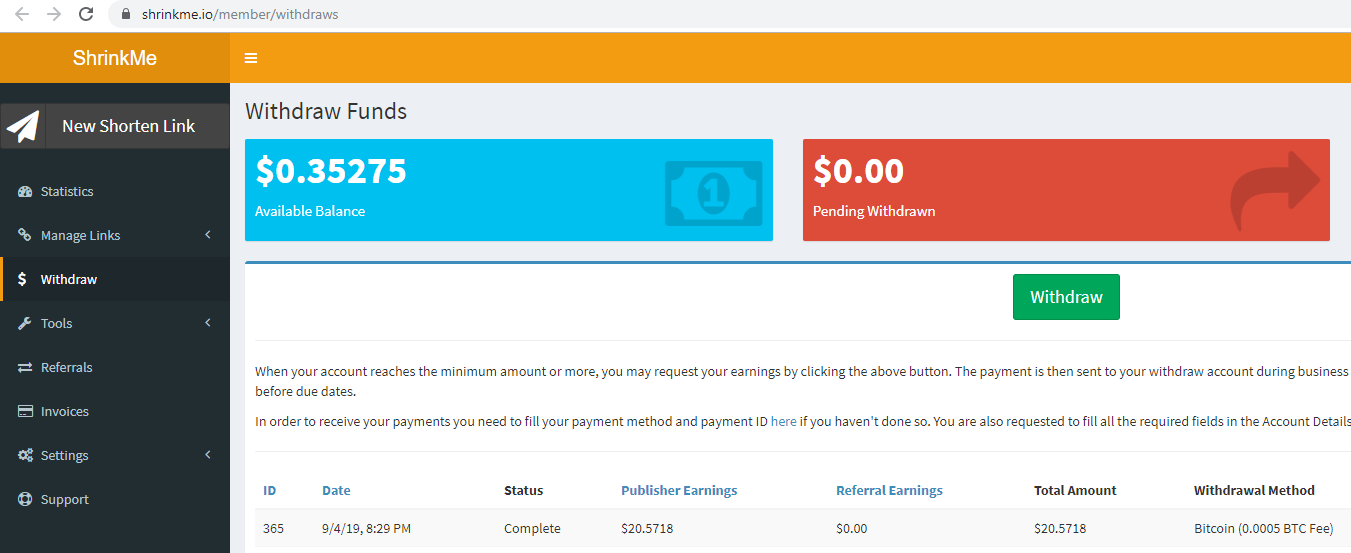 shrinkme.io/member/withdraws
ShrinkMe
New Shorten Link
Statistics
Manage Links
Withdraw
Tools
Referrals
Invoices
Settings
Support
Withdraw Funds
$0.35275
Available Balance
1
$0.00
Pending Withdrawn
Withdraw
When your account reaches the minimum amount or more, you may request your earnings by clicking the above button. The payment is then sent to your withdraw account during business
before due dates.
In order to receive your payments you need to fill your payment method and payment ID here if you haven't done so. You are also requested to fill all the required fields in the Account Details
ID Date Status Publisher Earnings Referral Earnings Total Amount Withdrawal Method
365 9/4/19, 8:29 PM Complete $20.5718 $0.00 $20.5718 Bitcoin (0.0005 BTC Fee)